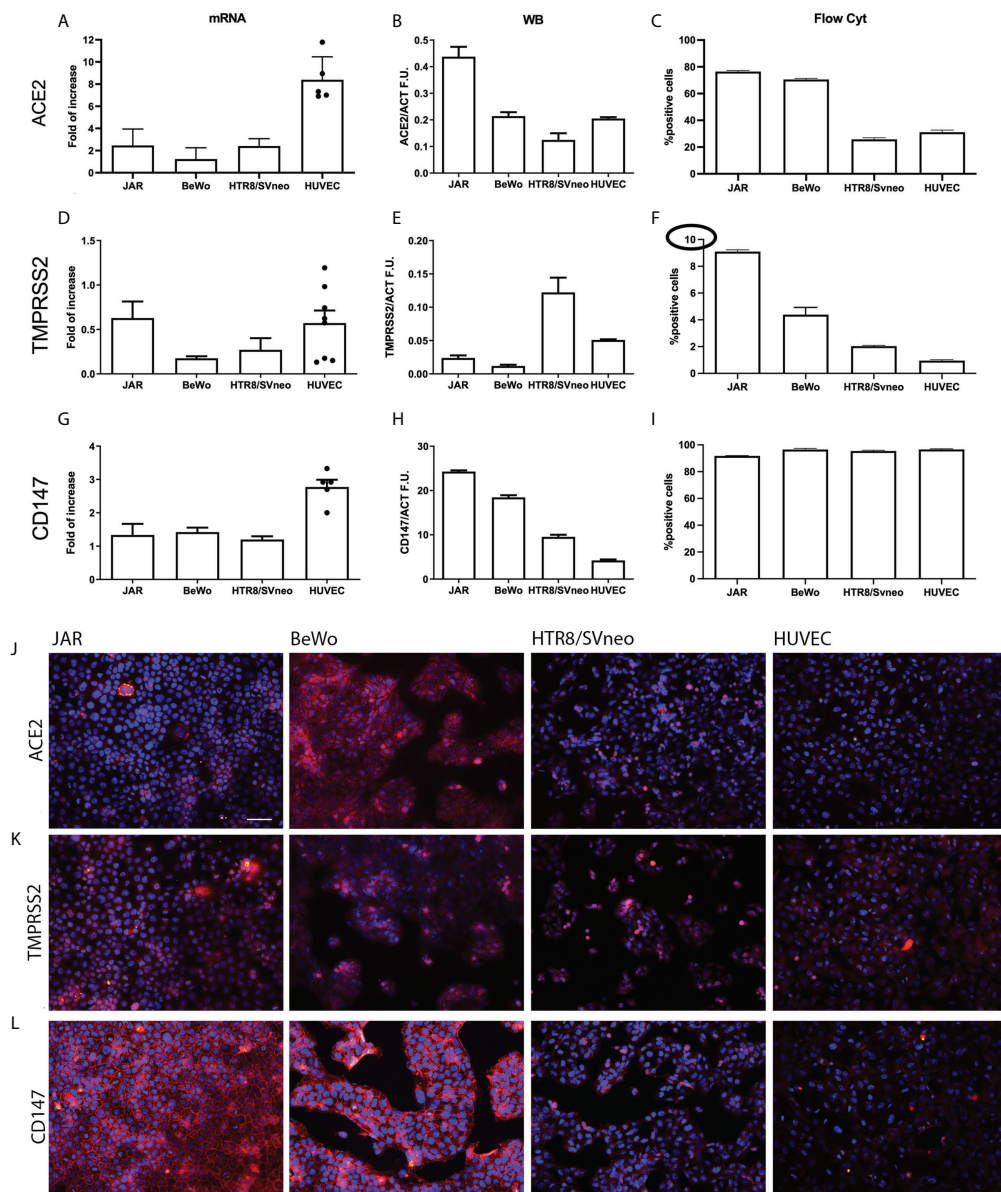 mRNA WB Flow Cyt
A B C
ACE2
Fold of increase
12
10
8
6
4
2
0
JAR BeWo HTR8/SVneo HUVEC
ACE2/ACT F.U.
0.5
0.4
0.3
0.2
0.1
0.0
JAR BeWo HTR8/SVneo HUVEC
%positive cells
100
80
60
40
20
0
JAR BeWo HTR8/Svneo HUVEC
D E F
TMPRSS2
Fold of increase
1.5
1.0
0.5
0.0
JAR BeWo HTR8/SVneo HUVEC
TMPRSS2/ACT F.U.
0.20
0.15
0.10
0.05
0.00
JAR BeWo HTR8/SVneo HUVEC
%positive cells
10
8
6
4
2
0
JAR BeWo HTR8/Svneo HUVEC
G H I
CD147
Fold of increase
4
3
2
1
0
JAR BeWo HTR8/SVneo HUVEC
CD147/ACT F.U.
30
20
10
0
JAR BeWo HTR8/SVneo HUVEC
%positive cells
100
80
60
40
20
0
JAR BeWo HTR8/Svneo HUVEC
JAR BeWo HTR8/SVneo HUVEC
J
ACE2
K
TMPRSS2
L
CD147